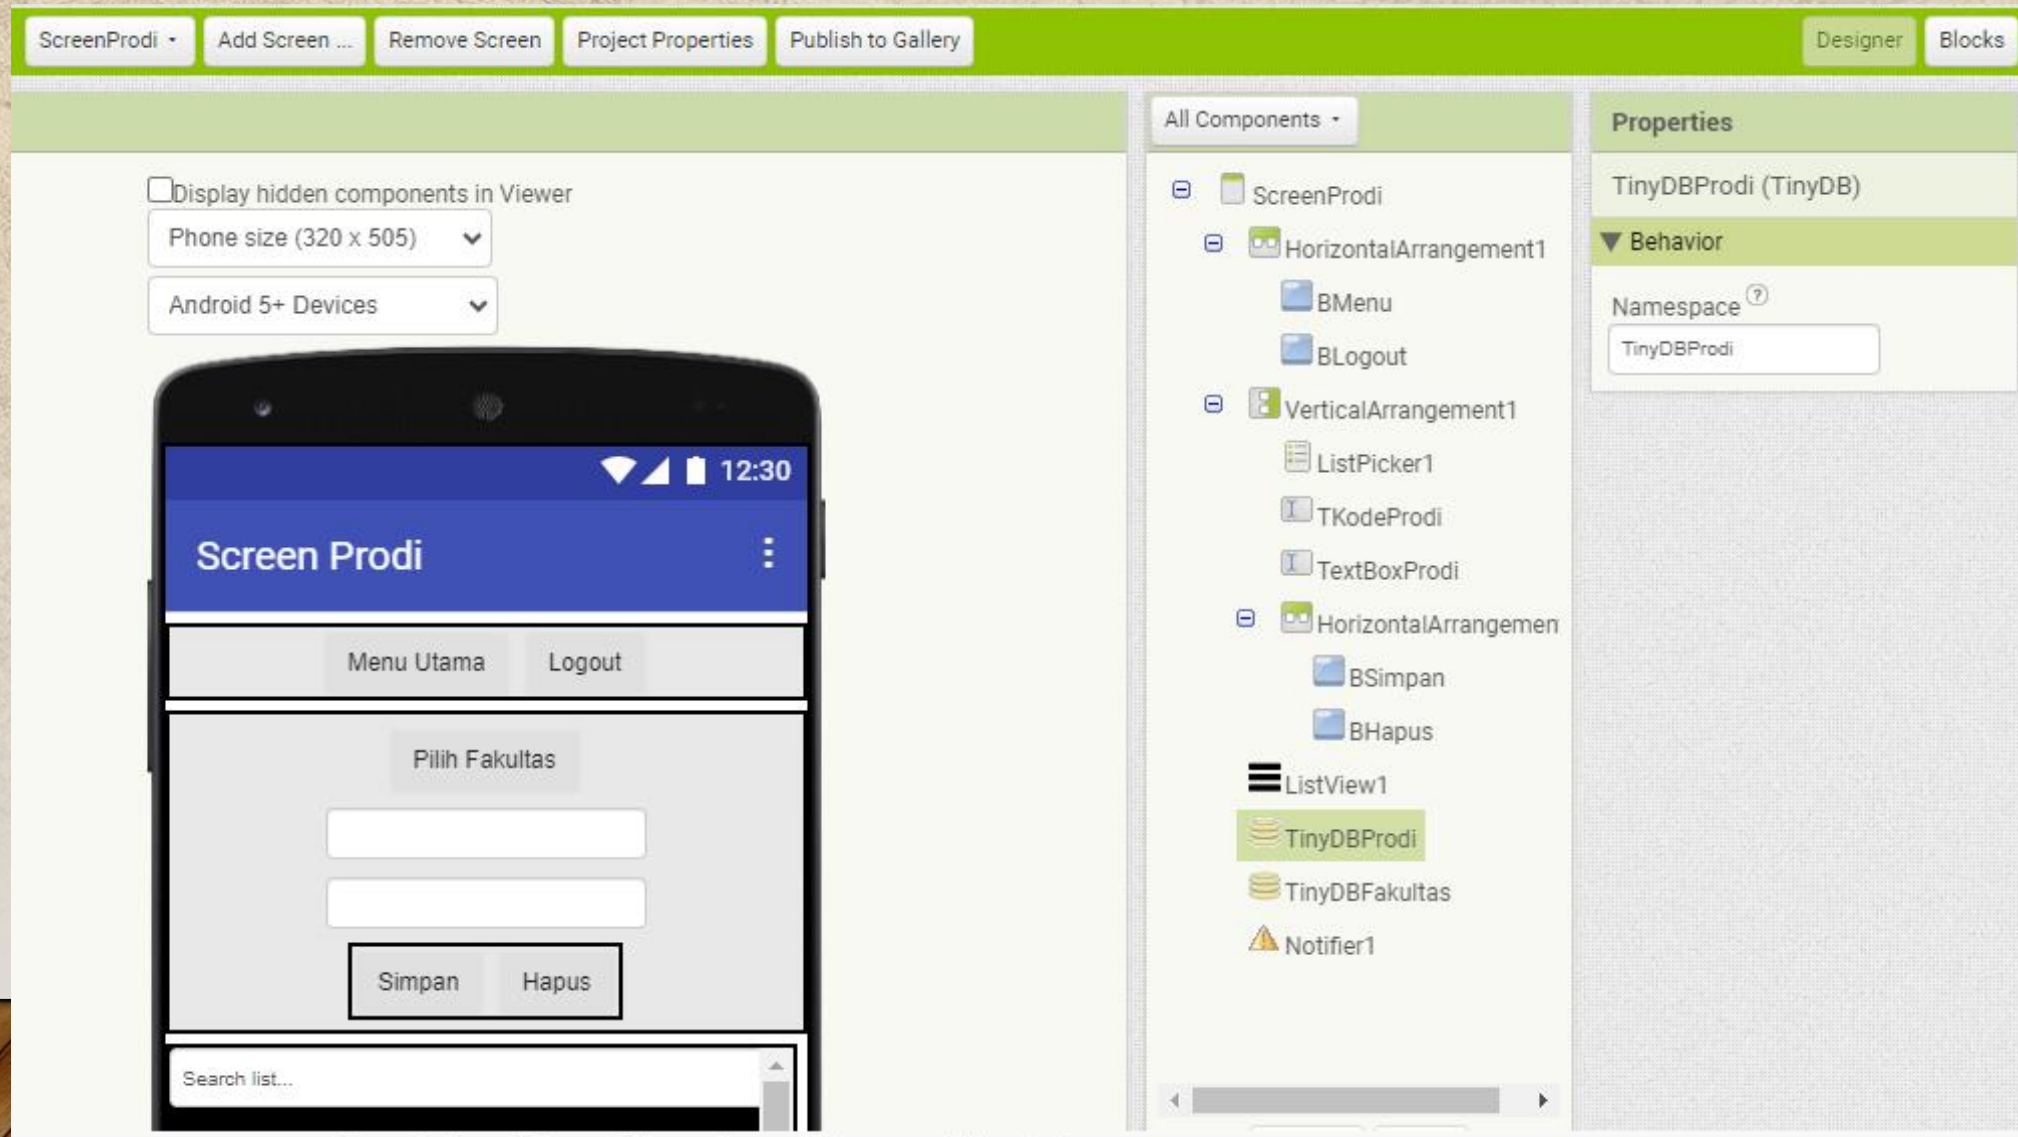 ScreenProdi
Add Screen ...
Remove Screen
Project Properties
Publish to Gallery
Designer
Blocks
Display hidden components in Viewer
Phone size (320 x 505)
Android 5+ Devices
12:30
Screen Prodi
Menu Utama
Logout
Pilih Fakultas
Simpan
Hapus
Search list...
All Components
ScreenProdi
HorizontalArrangement1
BMenu
BLogout
VerticalArrangement1
ListPicker1
TKodeProdi
TextBoxProdi
HorizontalArrangemen
BSimpan
BHapus
ListView1
TinyDBProdi
TinyDBFakultas
Notifier1
Properties
TinyDBProdi (TinyDB)
Behavior
Namespace ?
TinyDBProdi